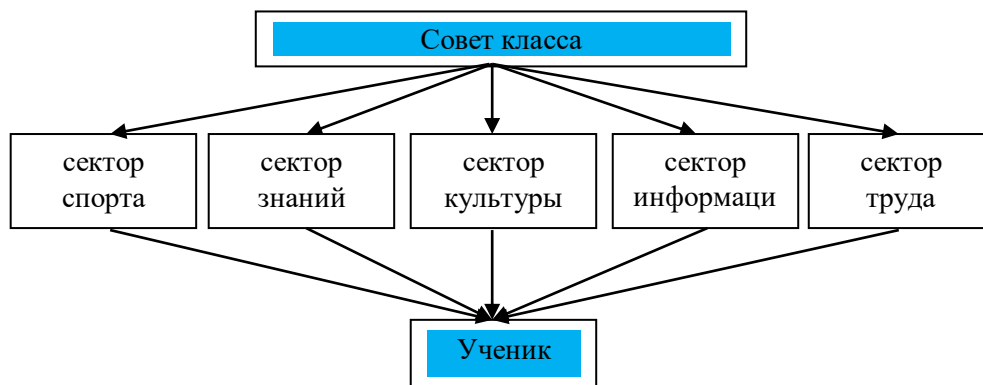 Совет класса
сектор
спорта
сектор
знаний
сектор
культуры
сектор
информаци
сектор
труда
Ученик